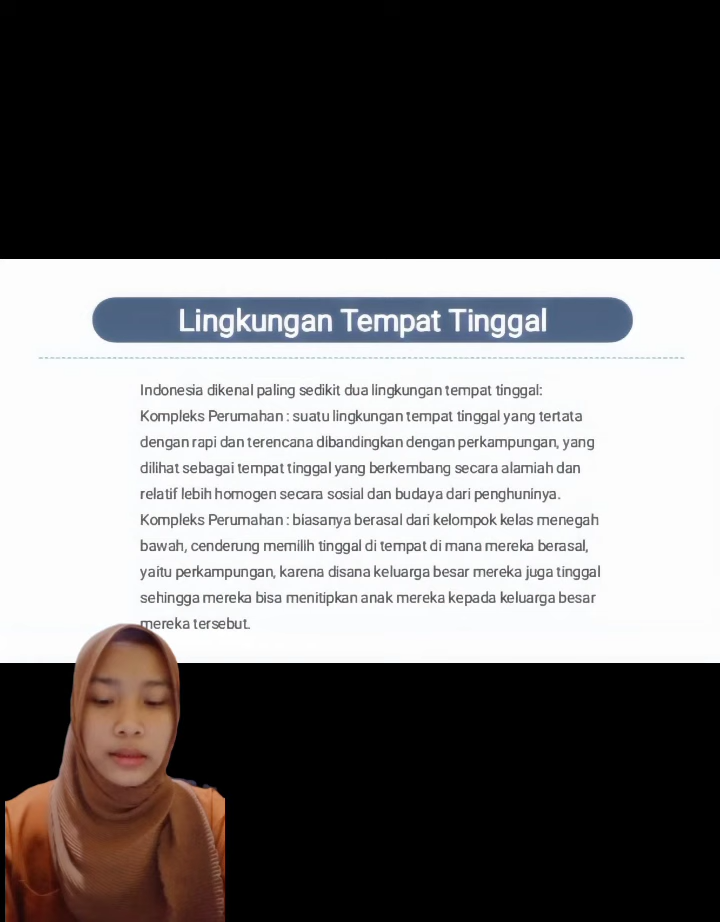 Lingkungan Tempat Tinggal
Indonesia dikenal paling sedikit dua lingkungan tempat tinggal:
Kompleks Perumahan : suatu lingkungan tempat tinggal yang tertata
dengan rapi dan terencana dibandingkan dengan perkampungan, yang
dilihat sebagai tempat tinggal yang berkembang secara alamiah dan
relatif lebih homogen secara sosial dan budaya dari penghuninya.
Kompleks Perumahan : biasanya berasal dari kelompok kelas menegah
bawah, cenderung memilih tinggal di tempat di mana mereka berasal,
yaitu perkampungan, karena disana keluarga besar mereka juga tinggal
sehingga mereka bisa menitipkan anak mereka kepada keluarga besar
mereka tersebut.